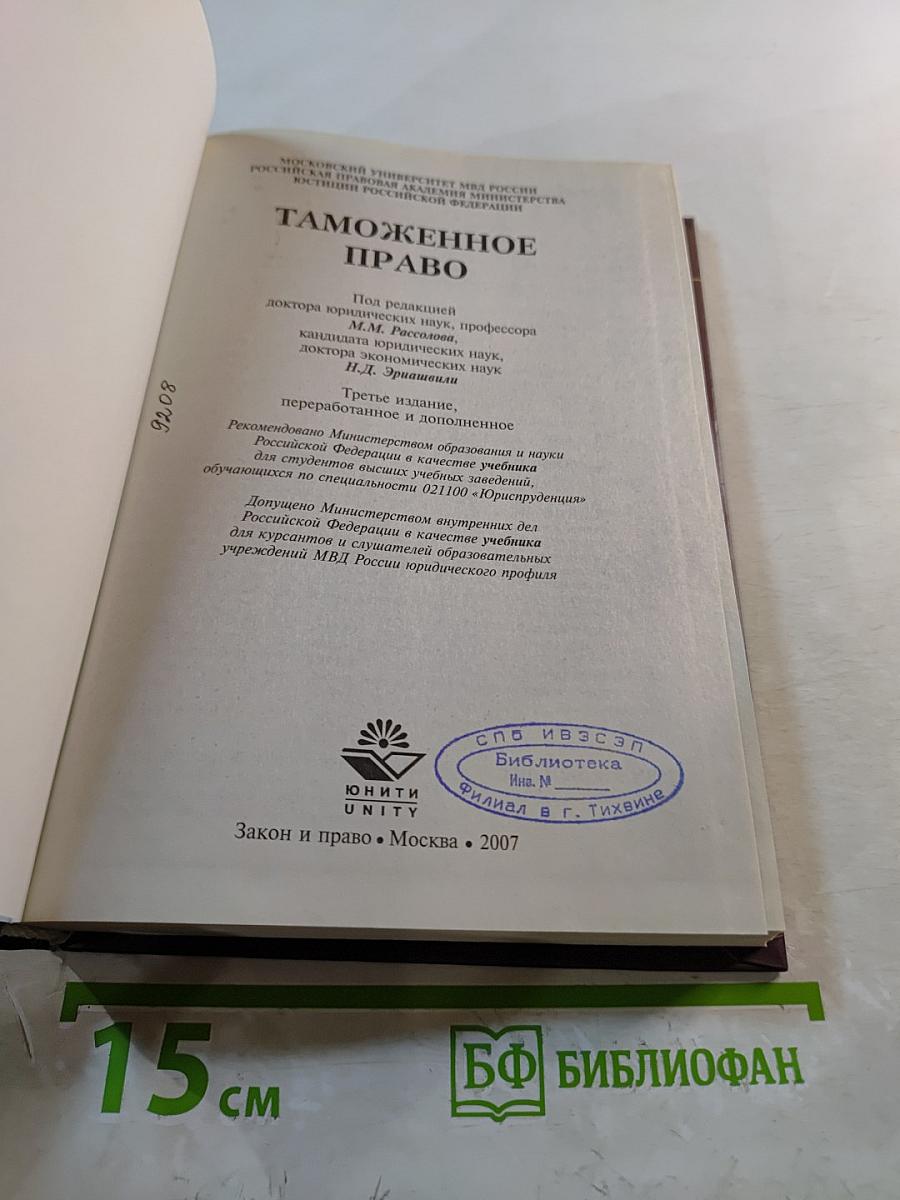 МОСКОВСКИЙ УНИВЕРСИТЕТ МВД РОССИИ
РОССИЙСКАЯ ПРАВОВАЯ АКАДЕМИЯ МИНИСТЕРСТВА
ЮСТИЦИИ РОССИЙСКОЙ ФЕДЕРАЦИИ
ТАМОЖЕННОЕ
ПРАВО
Под редакцией
доктора юридических наук, профессора
М.М. Рассолова,
кандидата юридических наук,
доктора экономических наук
Н.Д. Эриашвили
Третье издание,
переработанное и дополненное
9208
Рекомендовано Министерством образования и науки
Российской Федерации в качестве учебника
для студентов высших учебных заведений,
обучающихся по специальности 021100 «Юриспруденция»
Допущено Министерством внутренних дел
Российской Федерации в качестве учебника
для курсантов и слушателей образовательных
учреждений МВД России юридического профиля
ЮНИТИ
UNITY
СПб ИВЭСЭП
Библиотека
Инв. №
Филиал в г. Тихвине
Закон и право • Москва • 2007
15 см
БФ БИБЛИОФАН